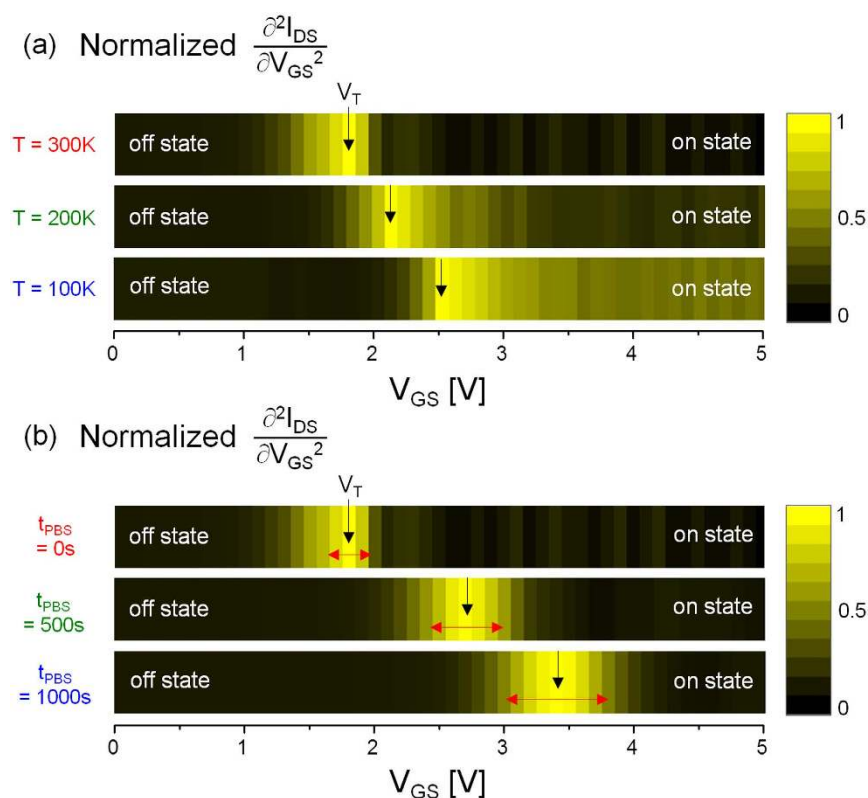 (a) Normalized ∂²I_DS/∂V_GS²
V_T
T = 300K off state on state 1
T = 200K off state on state 0.5
T = 100K off state on state 0
0 1 2 3 4 5
V_GS [V]
(b) Normalized ∂²I_DS/∂V_GS²
V_T
t_PBS
= 0s off state on state 1
t_PBS
= 500s off state on state 0.5
t_PBS
= 1000s off state on state 0
0 1 2 3 4 5
V_GS [V]